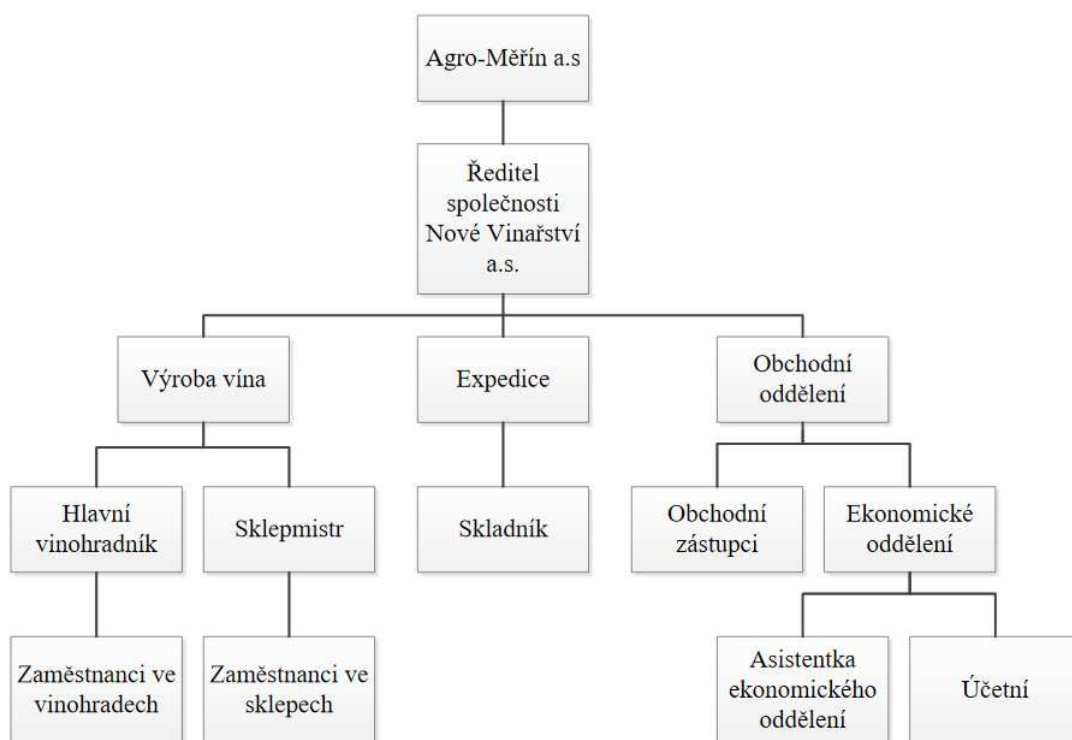 Agro-Měřín a.s
Ředitel
společnosti
Nové Vinařství
a.s.
Výroba vína
Expedice
Obchodní
oddělení
Hlavní
vinohradník
Sklepmistr
Skladník
Obchodní
zástupci
Ekonomické
oddělení
Zaměstnanci ve
vinohradech
Zaměstnanci ve
sklepech
Asistentka
ekonomického
oddělení
Účetní